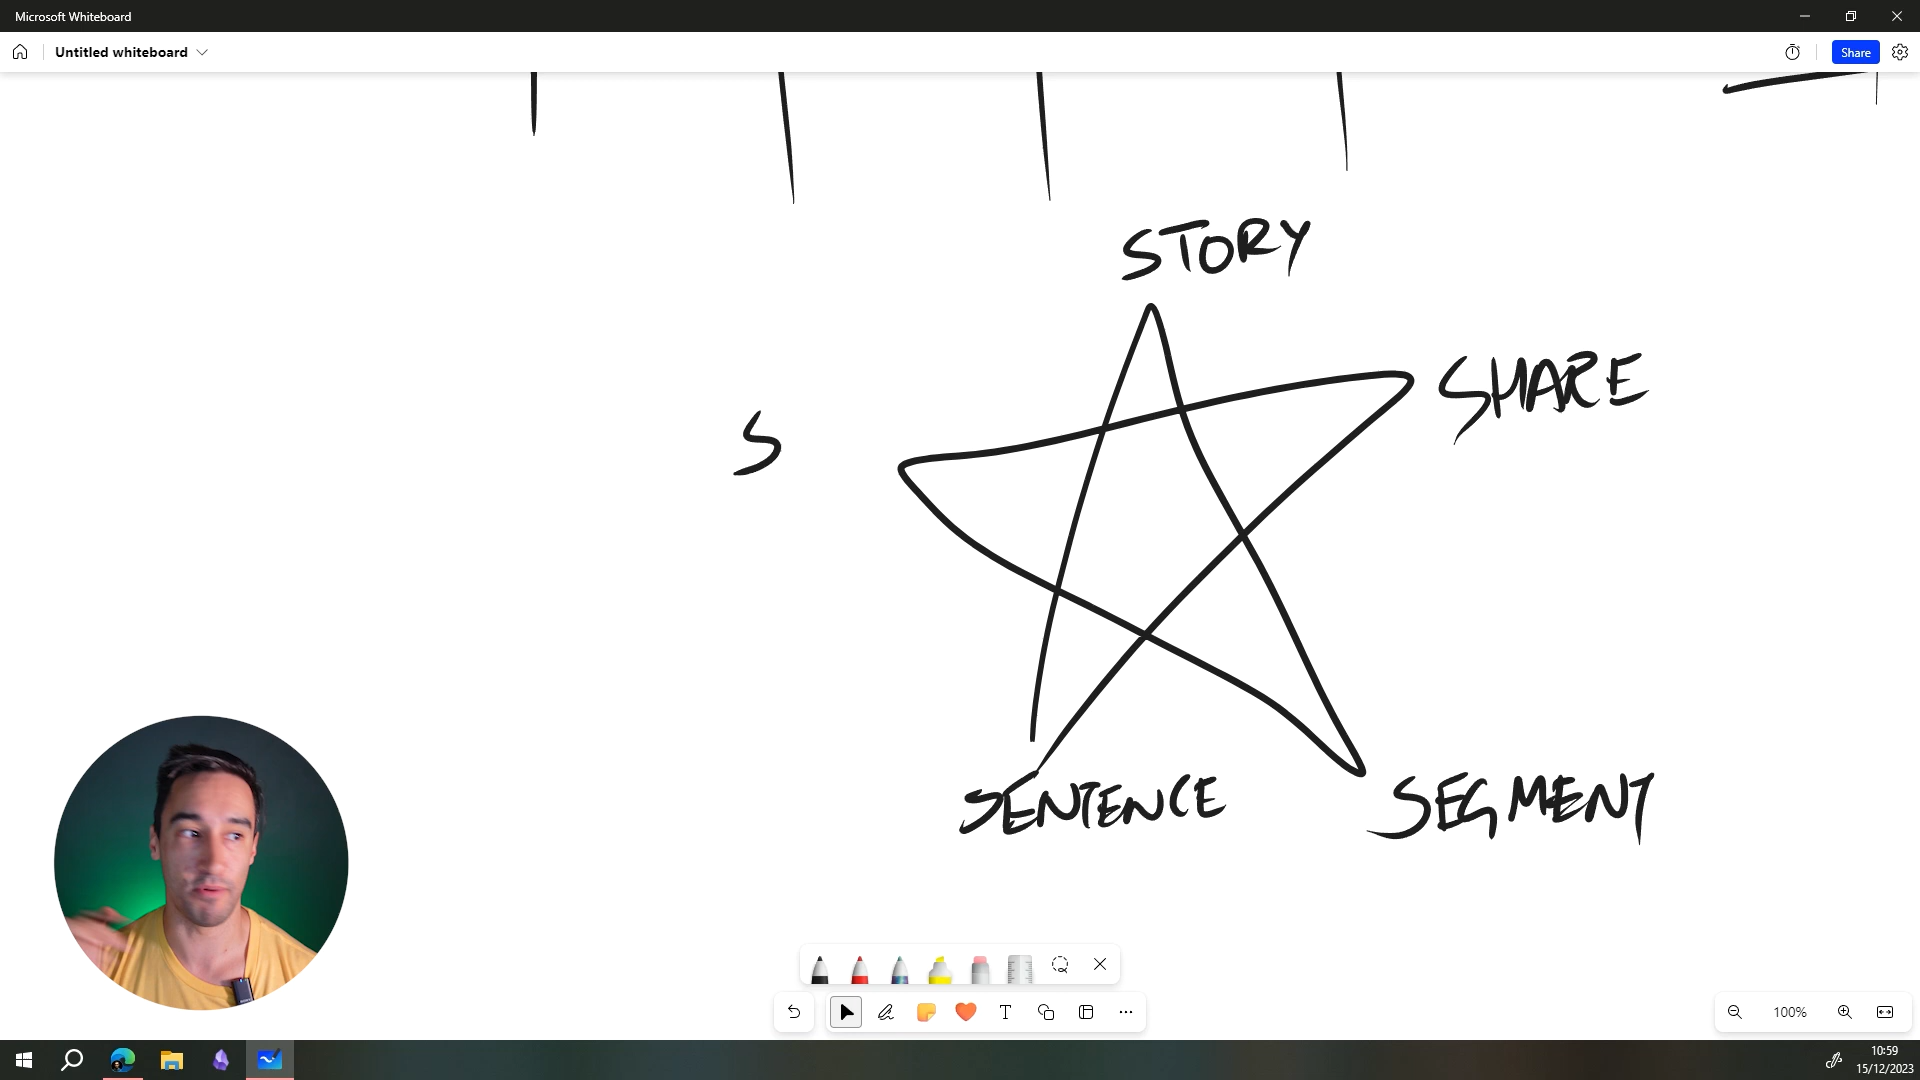 Microsoft Whiteboard
Untitled whiteboard
Share
STORY
SHARE
S
SENTENCE
SEGMENT
T
100%
10:59
15/12/2023